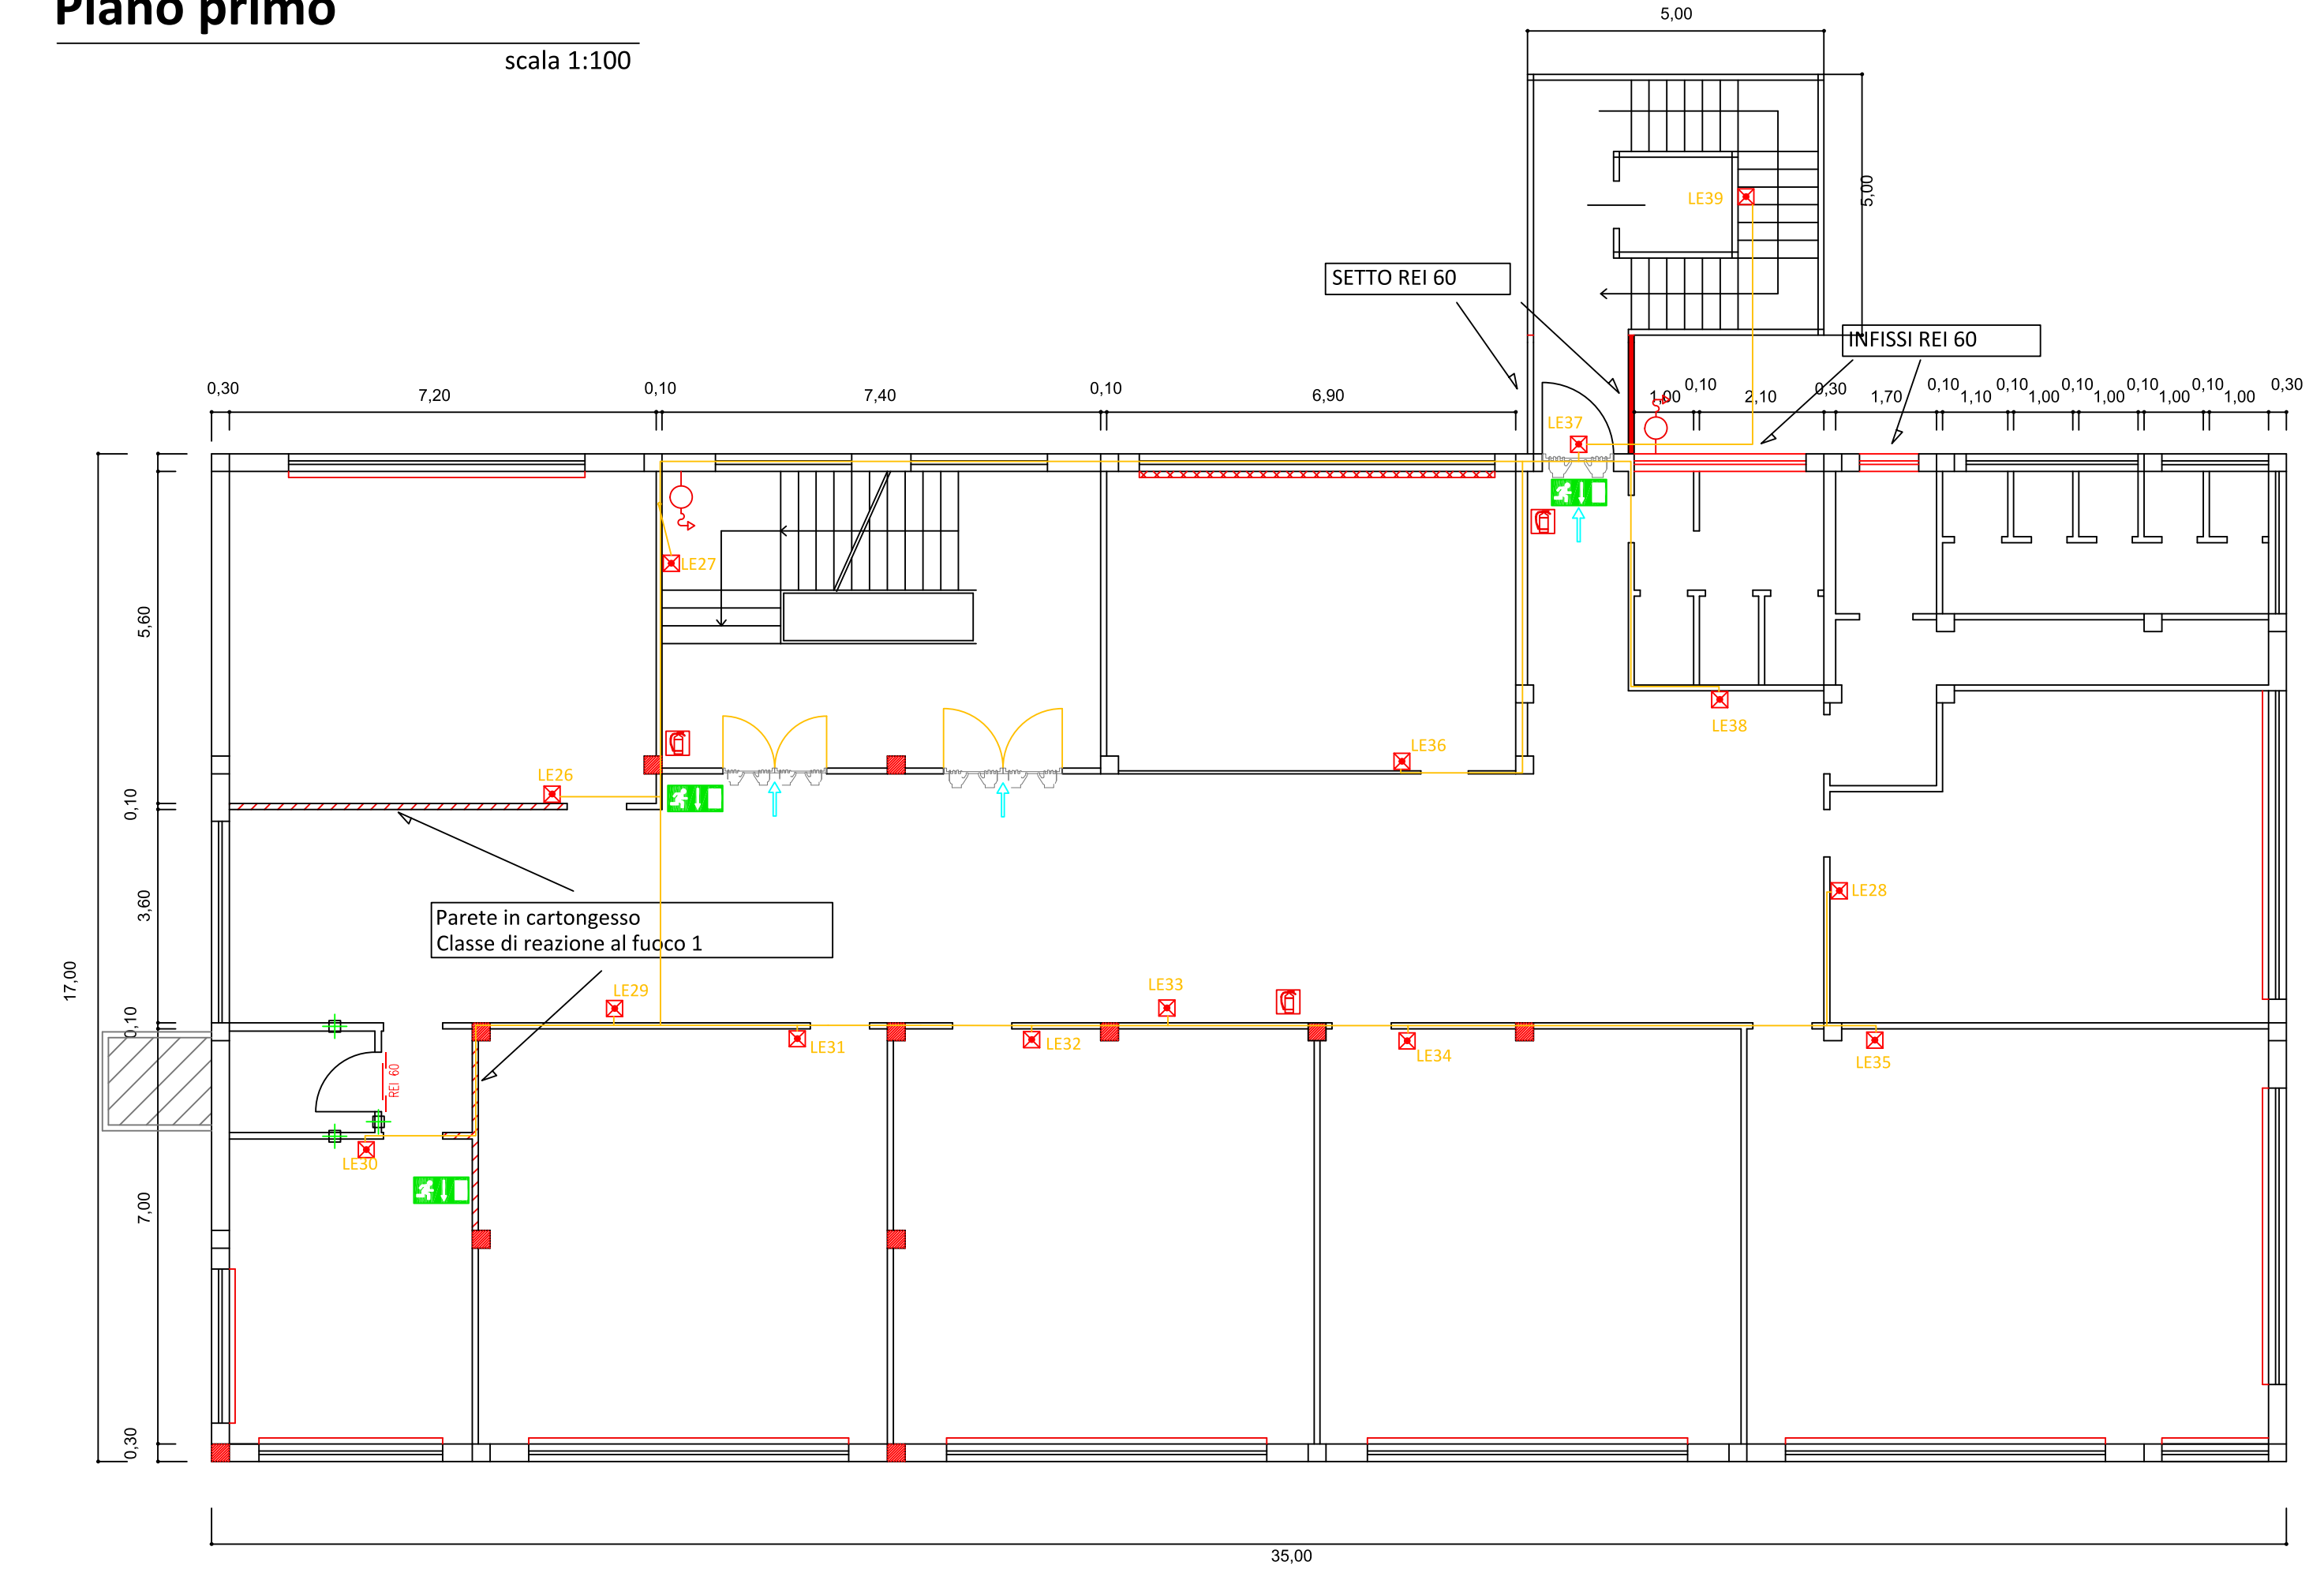 Piano primo
scala 1:100
5,00
5,00
LE39
SETTO REI 60
INFISSI REI 60
0,30
7,20
0,10
7,40
0,10
6,90
1,00
0,10
2,10
0,30
1,70
0,10
1,10
0,10
1,00
0,10
1,00
0,10
1,00
0,10
1,00
0,30
LE37
LE27
LE38
LE36
LE26
5,60
0,10
3,60
17,00
0,10
7,00
0,30
Parete in cartongesso
Classe di reazione al fuoco 1
LE28
LE29
LE33
LE31
LE32
LE34
LE35
REI 60
LE30
35,00